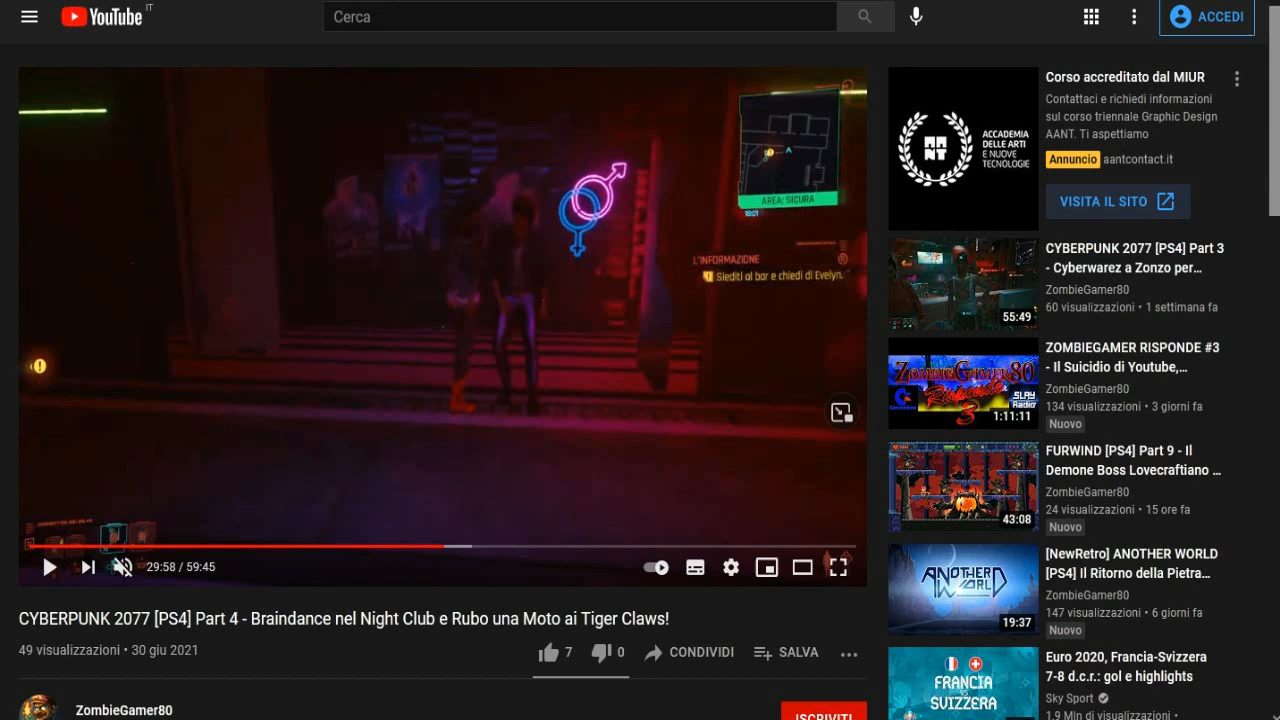 YouTube IT
Cerca
ACCEDI
AREA: SICURA
L'INFORMAZIONE
Siediti al bar e chiedi di Evelyn.
29:58 / 59:45
CYBERPUNK 2077 [PS4] Part 4 - Braindance nel Night Club e Rubo una Moto ai Tiger Claws!
49 visualizzazioni • 30 giu 2021
7
0
CONDIVIDI
SALVA
ZombieGamer80
ISCRIVITI
ACCADEMIA
DELLE ARTI
E NUOVE
TECNOLOGIE
Corso accreditato dal MIUR
Contattaci e richiedi informazioni
sul corso triennale Graphic Design
AANT. Ti aspettiamo
Annuncio aantcontact.it
VISITA IL SITO
55:49
CYBERPUNK 2077 [PS4] Part 3
- Cyberwarez a Zonzo per…
ZombieGamer80
60 visualizzazioni • 1 settimana fa
ZOMBIEGAMER80
Risponde
3
SLAY
Radio
1:11:11
ZOMBIEGAMER RISPONDE #3
- Il Suicidio di Youtube,…
ZombieGamer80
134 visualizzazioni • 3 giorni fa
Nuovo
43:08
FURWIND [PS4] Part 9 - Il
Demone Boss Lovecraftiano …
ZombieGamer80
24 visualizzazioni • 15 ore fa
Nuovo
ANOTHER
WORLD
19:37
[NewRetro] ANOTHER WORLD
[PS4] Il Ritorno della Pietra…
ZombieGamer80
147 visualizzazioni • 6 giorni fa
Nuovo
FRANCIA
VS
SVIZZERA
Euro 2020, Francia-Svizzera
7-8 d.c.r.: gol e highlights
Sky Sport
1,9 Mln di visualizzazioni •